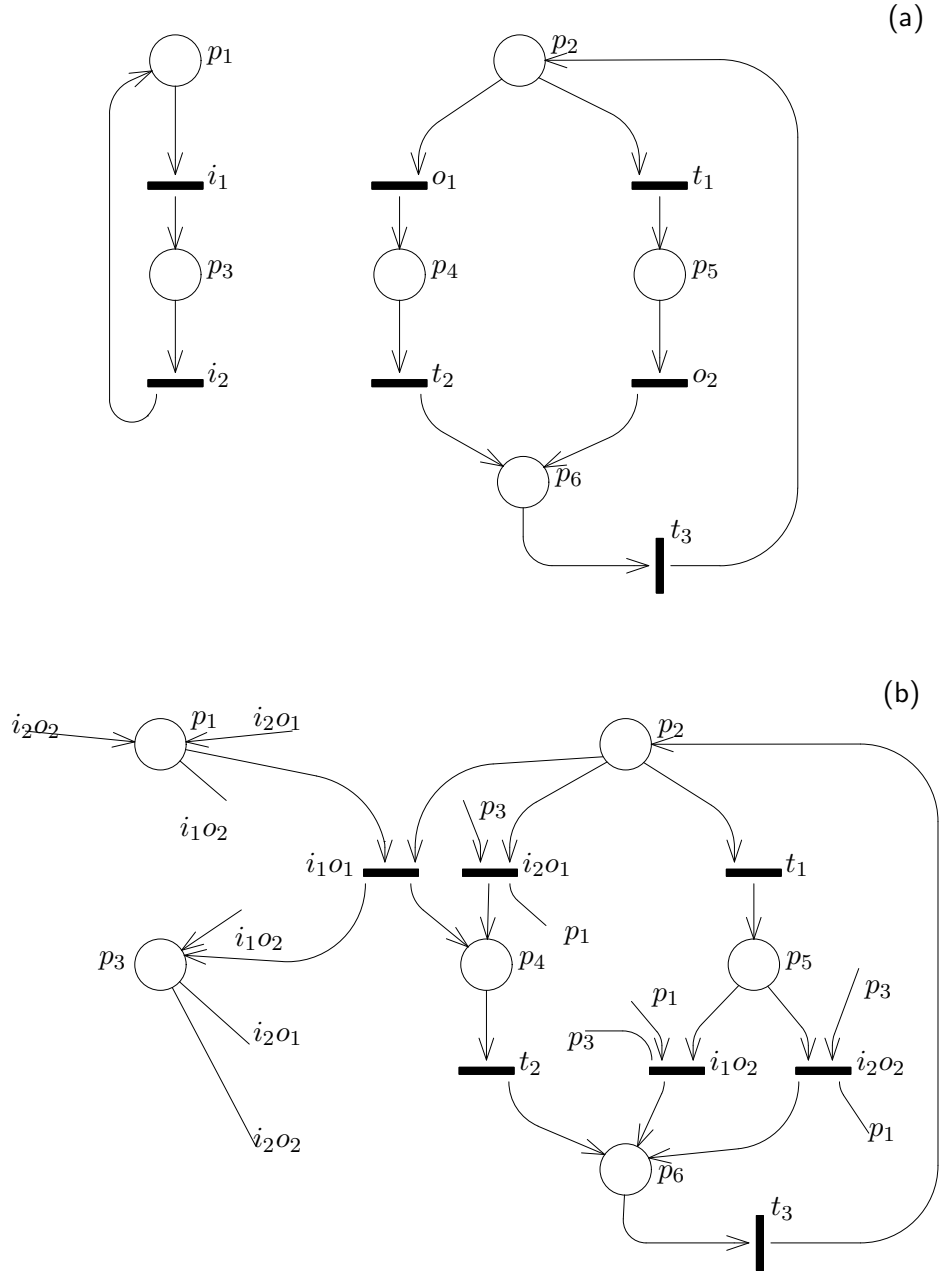 (a)
p₁
p₂
i₁
o₁
t₁
p₃
p₄
p₅
i₂
t₂
o₂
p₆
t₃
(b)
i₂o₂
p₁
i₂o₁
p₂
p₃
i₁o₂
i₁o₁
i₂o₁
t₁
p₁
i₁o₂
p₃
p₄
p₅
p₃
p₁
i₂o₁
p₃
t₂
i₁o₂
i₂o₂
i₂o₂
p₁
p₆
t₃